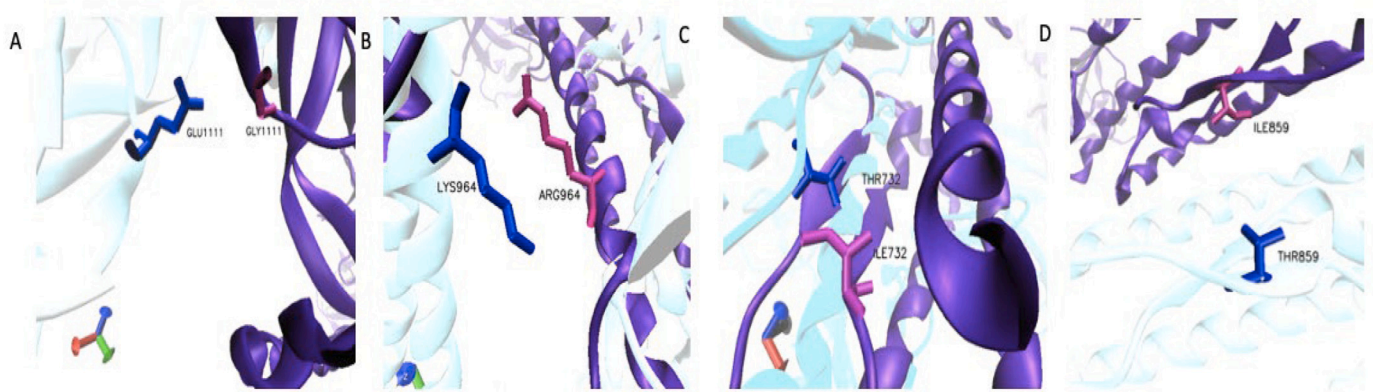 A
GLU1111
GLY1111
B
LYS964
ARG964
C
THR732
ILE732
D
ILE859
THR859